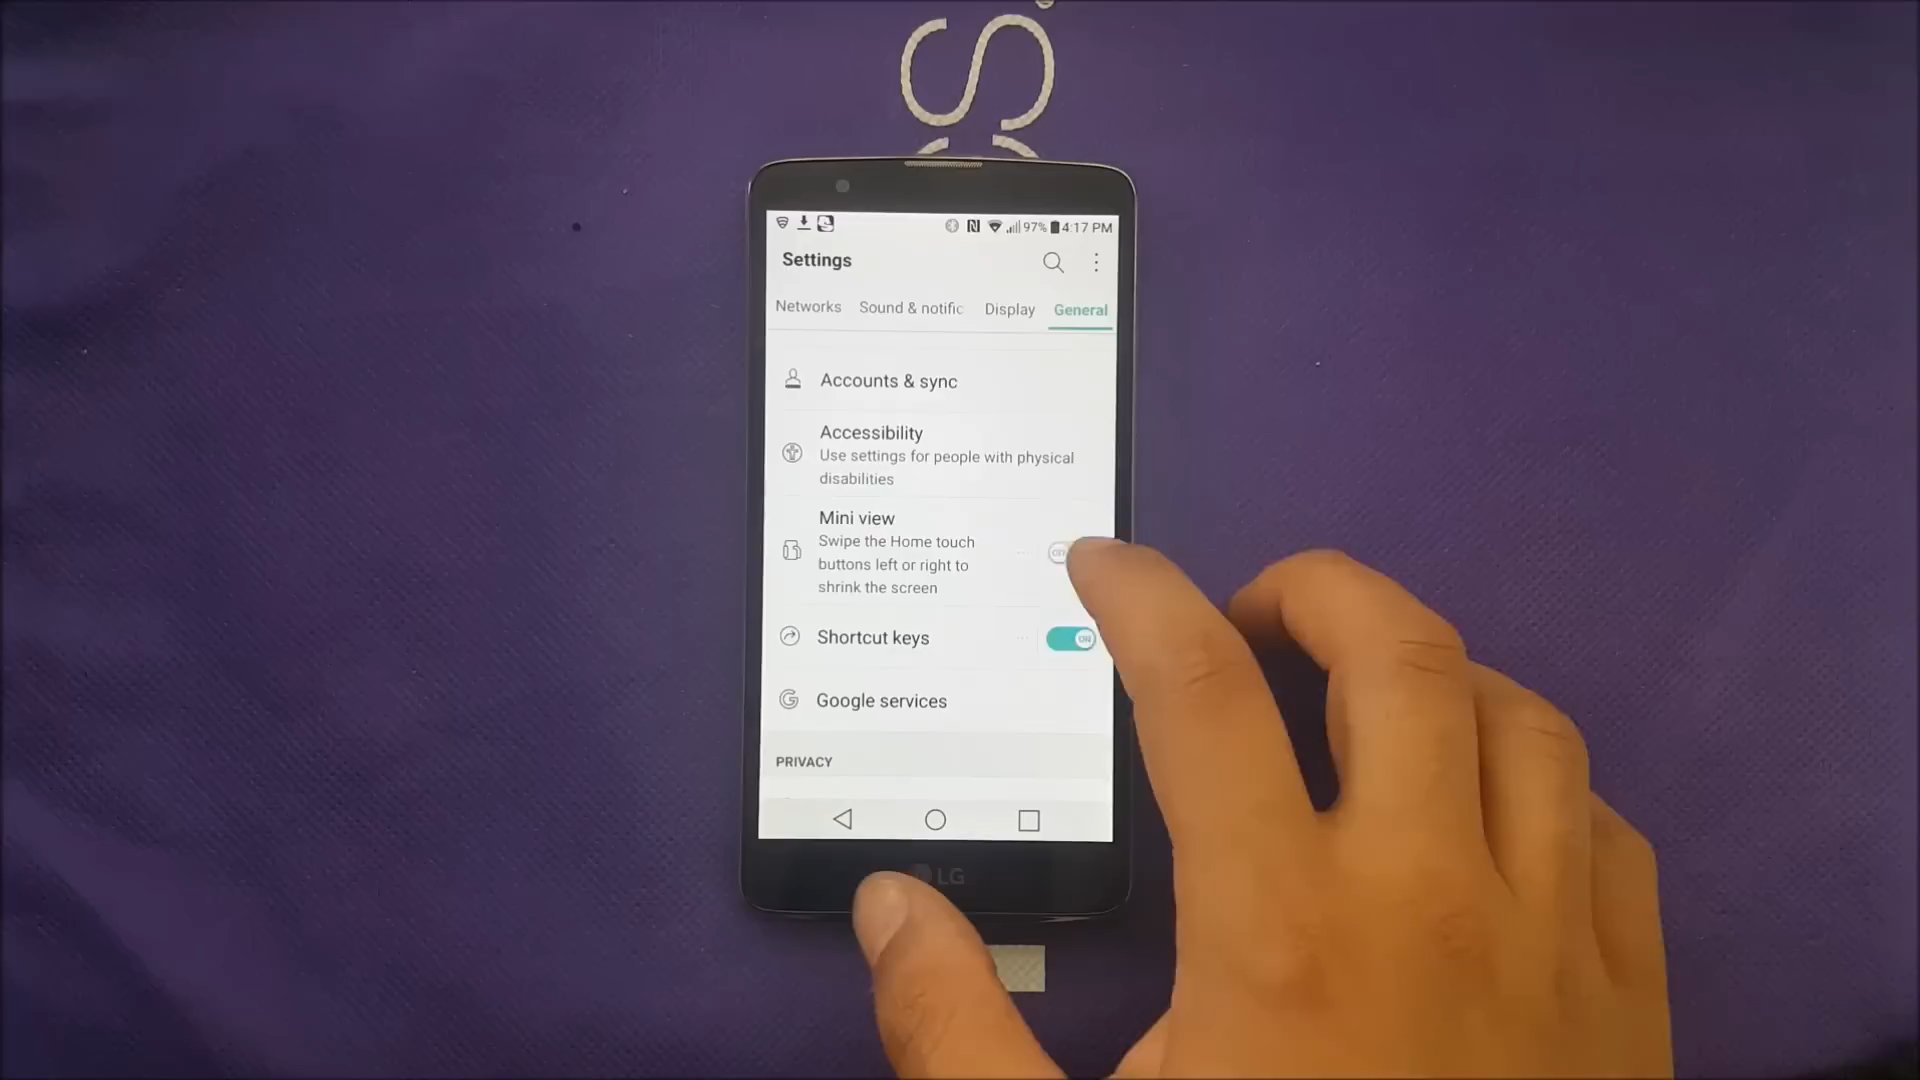 97% 4:17 PM
Settings
Networks Sound & notific Display General
Accounts & sync
Accessibility
Use settings for people with physical
disabilities
Mini view
Swipe the Home touch
buttons left or right to
shrink the screen
Shortcut keys
ON
Google services
PRIVACY
LG